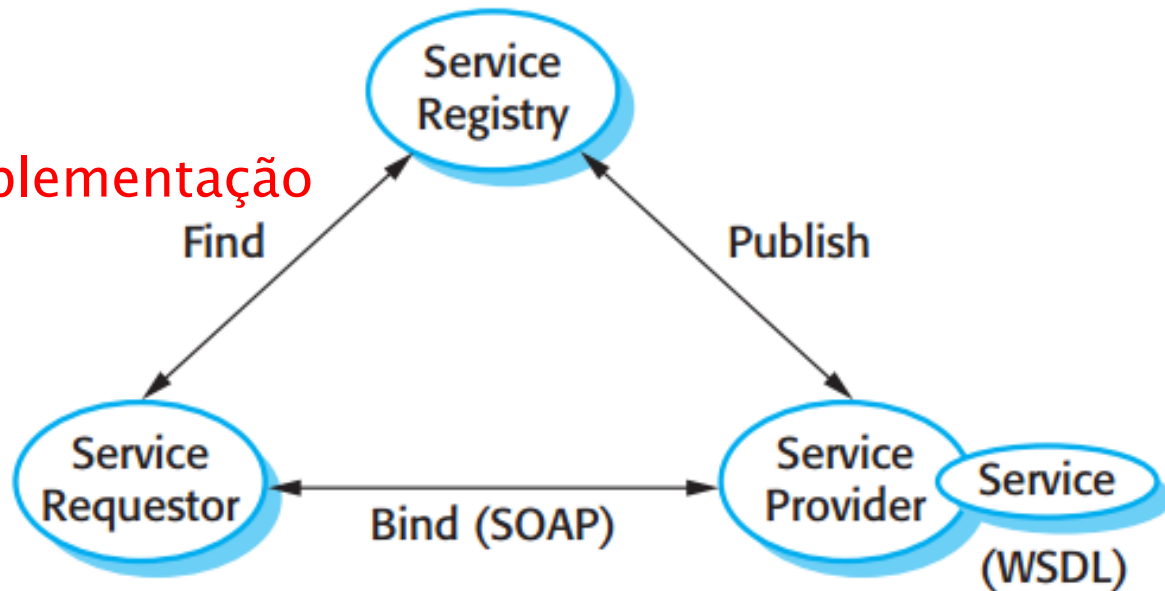 Service
Registry
plementação
Find
Publish
Service
Requestor
Bind (SOAP)
Service
Provider
Service
(WSDL)